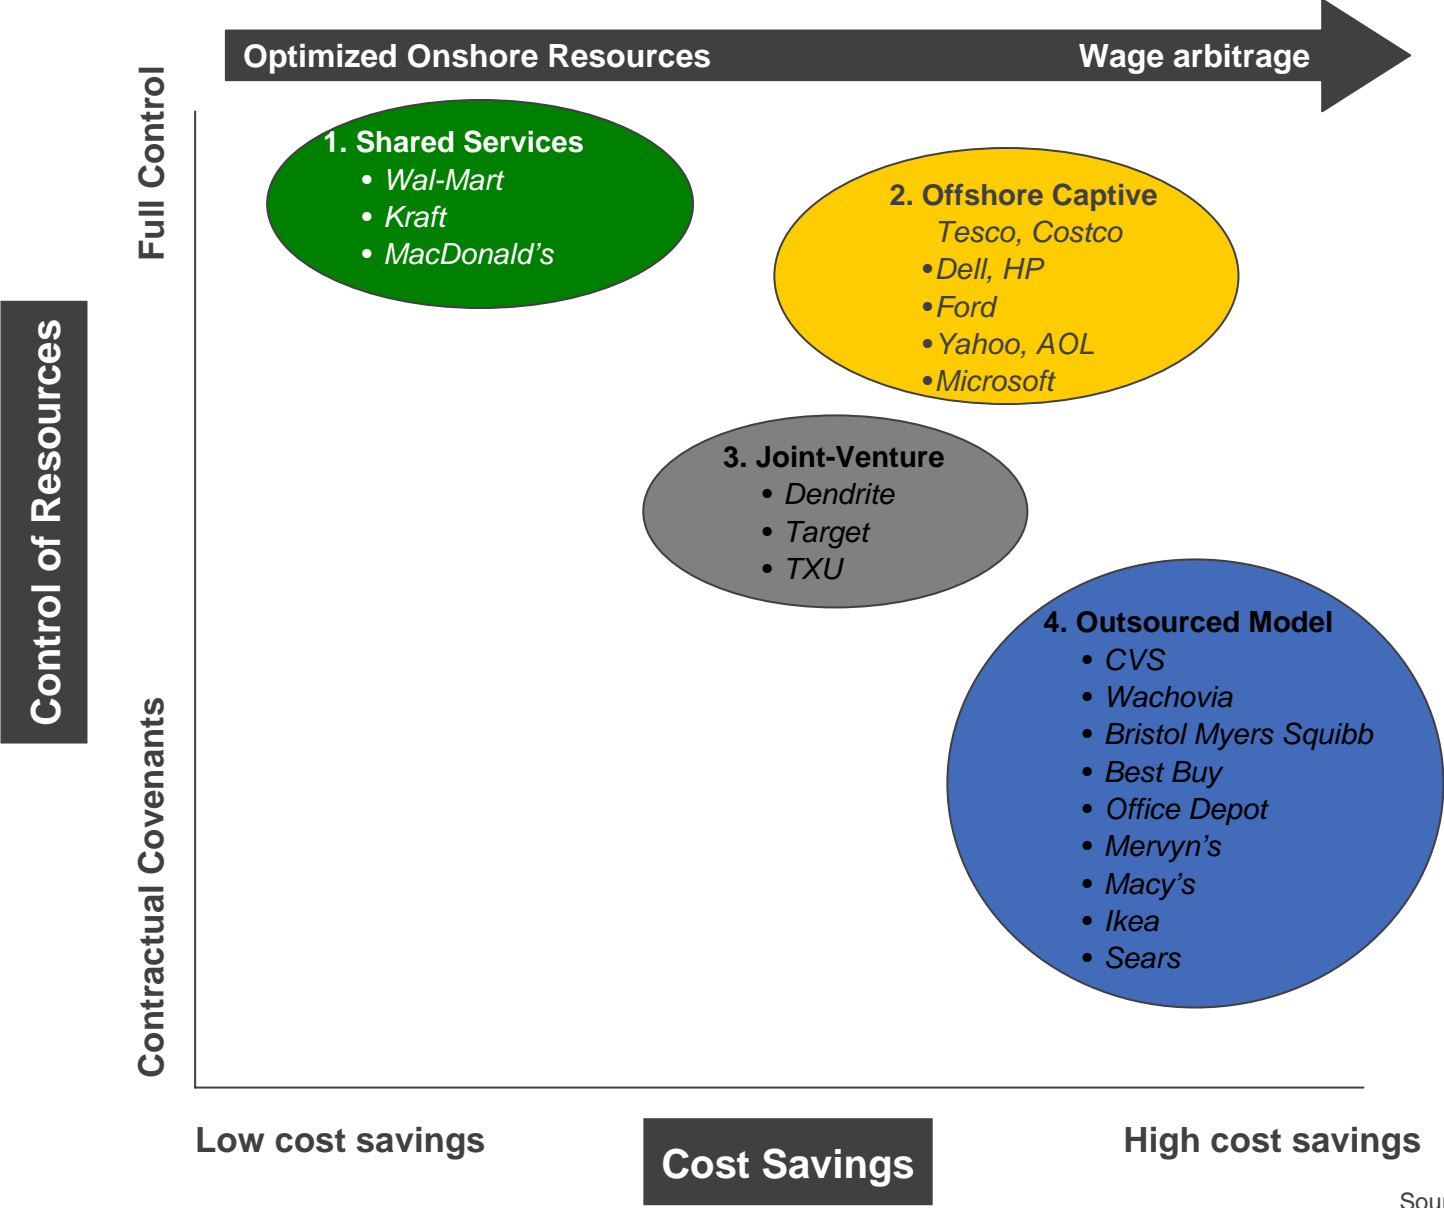 Optimized Onshore Resources Wage arbitrage
Full Control
1. Shared Services
• Wal-Mart
• Kraft
• MacDonald’s
2. Offshore Captive
Tesco, Costco
•Dell, HP
•Ford
•Yahoo, AOL
•Microsoft
Control of Resources
3. Joint-Venture
• Dendrite
• Target
• TXU
4. Outsourced Model
• CVS
• Wachovia
• Bristol Myers Squibb
• Best Buy
• Office Depot
• Mervyn’s
• Macy’s
• Ikea
• Sears
Contractual Covenants
Low cost savings
Cost Savings
High cost savings